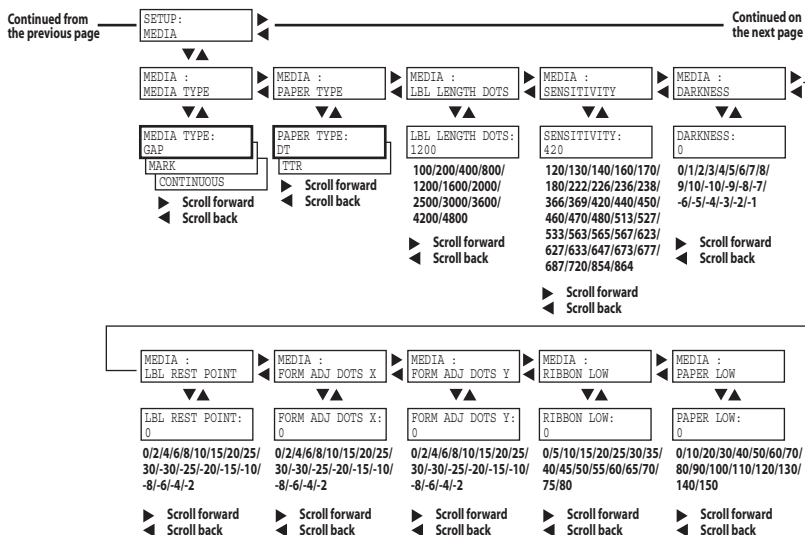 Continued from
the previous page
SETUP:
MEDIA
Continued on
the next page
MEDIA :
MEDIA TYPE
MEDIA :
PAPER TYPE
MEDIA :
LBL LENGTH DOTS
MEDIA :
SENSITIVITY
MEDIA :
DARKNESS
MEDIA TYPE:
GAP
MARK
CONTINUOUS
Scroll forward
Scroll back
PAPER TYPE:
DT
TTR
Scroll forward
Scroll back
LBL LENGTH DOTS:
1200
100/200/400/800/
1200/1600/2000/
2500/3000/3600/
4200/4800
Scroll forward
Scroll back
SENSITIVITY:
420
120/130/140/160/170/
180/222/226/236/238/
366/369/420/440/450/
460/470/480/513/527/
533/563/565/567/623/
627/633/647/673/677/
687/720/854/864
Scroll forward
Scroll back
DARKNESS:
0
0/1/2/3/4/5/6/7/8/
9/10/-10/-9/-8/-7/
-6/-5/-4/-3/-2/-1
Scroll forward
Scroll back
MEDIA :
LBL REST POINT
MEDIA :
FORM ADJ DOTS X
MEDIA :
FORM ADJ DOTS Y
MEDIA :
RIBBON LOW
MEDIA :
PAPER LOW
LBL REST POINT:
0
0/2/4/6/8/10/15/20/25/
30/-30/-25/-20/-15/-10/
-8/-6/-4/-2
Scroll forward
Scroll back
FORM ADJ DOTS X:
0
0/2/4/6/8/10/15/20/25/
30/-30/-25/-20/-15/-10/
-8/-6/-4/-2
Scroll forward
Scroll back
FORM ADJ DOTS Y:
0
0/2/4/6/8/10/15/20/25/
30/-30/-25/-20/-15/-10/
-8/-6/-4/-2
Scroll forward
Scroll back
RIBBON LOW:
0
0/5/10/15/20/25/30/35/
40/45/50/55/60/65/70/
75/80
Scroll forward
Scroll back
PAPER LOW:
0
0/10/20/30/40/50/60/70/
80/90/100/110/120/130/
140/150
Scroll forward
Scroll back